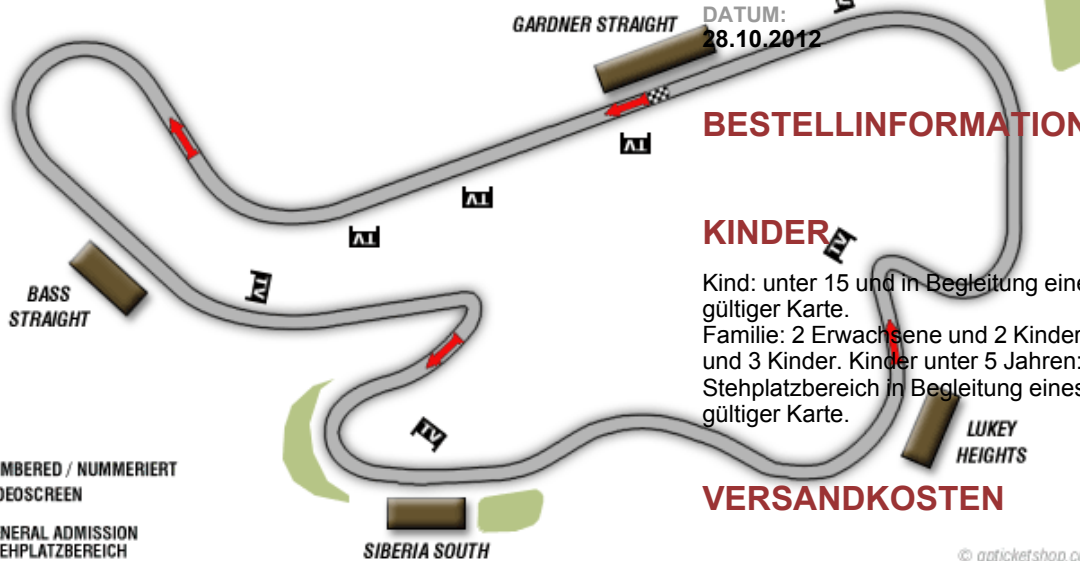 GARDNER STRAIGHT
DATUM:
28.10.2012
BESTELLINFORMATION
TV
TV
TV
TV
TV
TV
KINDER
Kind: unter 15 und in Begleitung eine
gültiger Karte.
Familie: 2 Erwachsene und 2 Kinder
und 3 Kinder. Kinder unter 5 Jahren:
Stehplatzbereich in Begleitung eines
gültiger Karte.
BASS
STRAIGHT
LUKEY
HEIGHTS
MBERED / NUMMERIERT
DEOSCREEN
NERAL ADMISSION
EHPLATZBEREICH
SIBERIA SOUTH
VERSANDKOSTEN
© gpticketshop.c